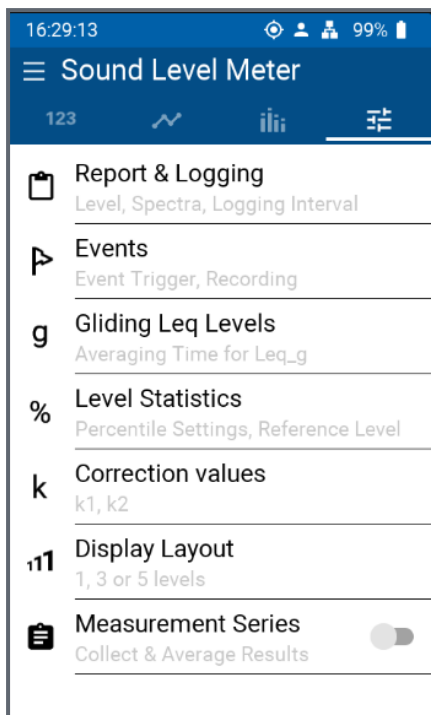 16:29:13 99%
Sound Level Meter
123
Report & Logging
Level, Spectra, Logging Interval
Events
Event Trigger, Recording
g Gliding Leq Levels
Averaging Time for Leq_g
% Level Statistics
Percentile Settings, Reference Level
k Correction values
k1, k2
111 Display Layout
1, 3 or 5 levels
Measurement Series
Collect & Average Results